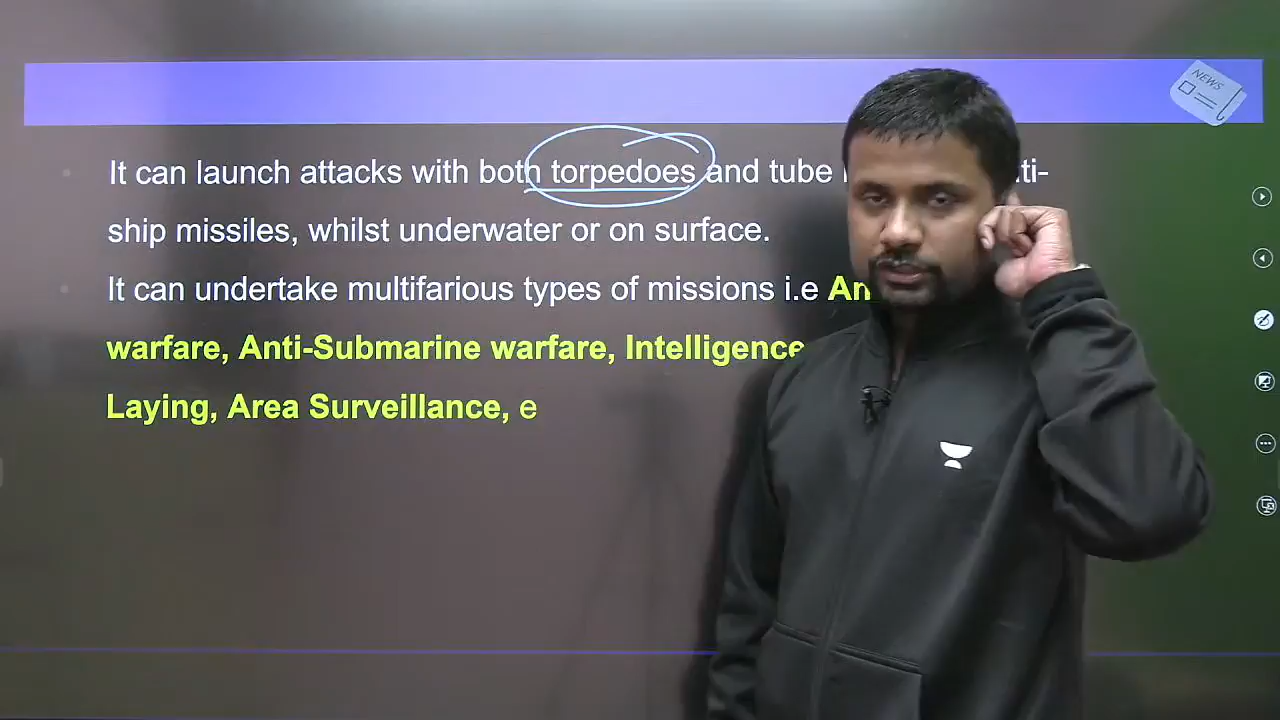 NEWS
It can launch attacks with both torpedoes and tube ti-
ship missiles, whilst underwater or on surface.
It can undertake multifarious types of missions i.e An
warfare, Anti-Submarine warfare, Intelligence
Laying, Area Surveillance, e